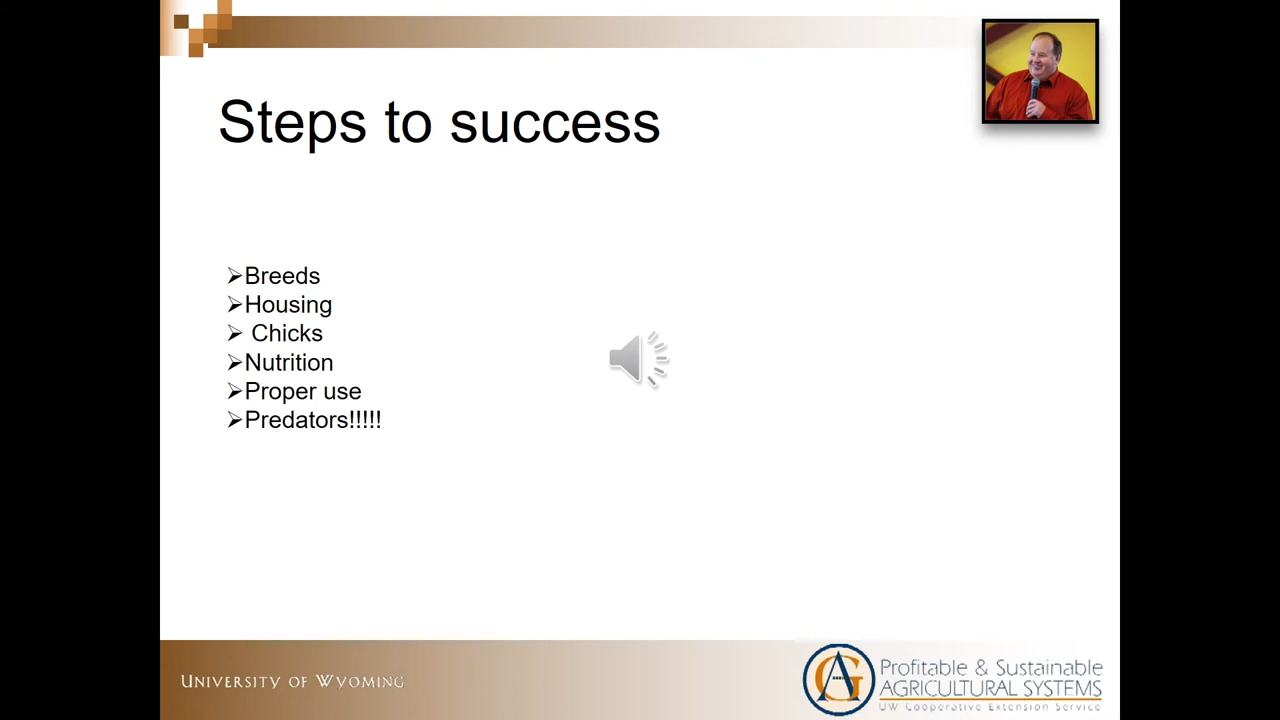 Steps to success
➢Breeds
➢Housing
➢ Chicks
➢Nutrition
➢Proper use
➢Predators!!!!!
UNIVERSITY OF WYOMING
AG
Profitable & Sustainable
AGRICULTURAL SYSTEMS
UW Cooperative Extension Service